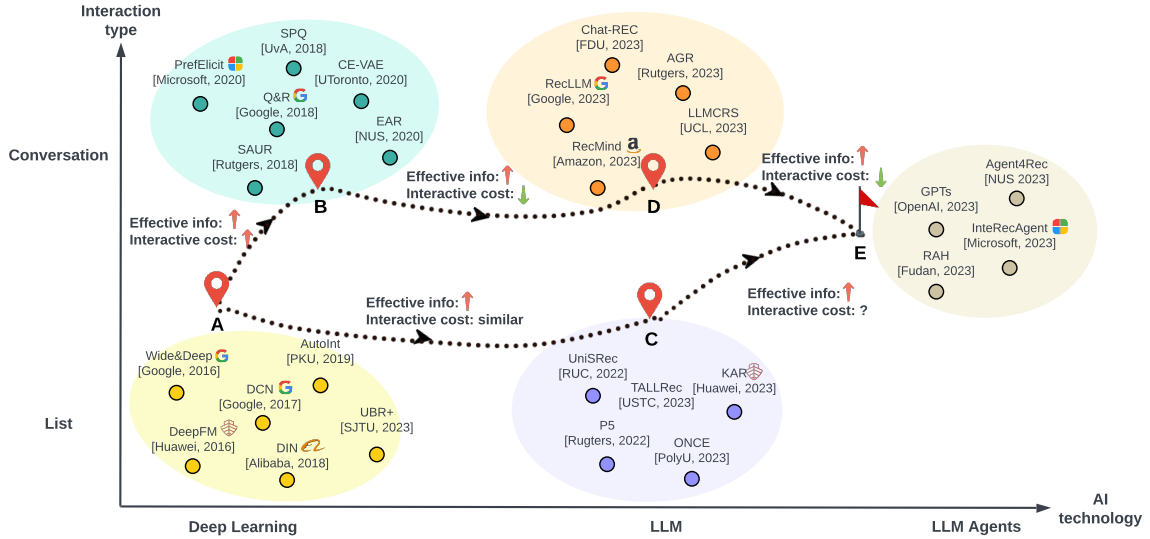 Interaction
type
Conversation
List
SPQ
[UvA, 2018]
PrefElicit
[Microsoft, 2020]
CE-VAE
[UToronto, 2020]
Q&R
[Google, 2018]
EAR
[NUS, 2020]
SAUR
[Rutgers, 2018]
B
Chat-REC
[FDU, 2023]
AGR
[Rutgers, 2023]
RecLLM
[Google, 2023]
LLMCRS
[UCL, 2023]
RecMind
[Amazon, 2023]
a
D
Effective info:
Interactive cost:
Effective info:
Interactive cost:
Effective info:
Interactive cost:
Agent4Rec
[NUS 2023]
GPTs
[OpenAI, 2023]
InteRecAgent
[Microsoft, 2023]
RAH
[Fudan, 2023]
E
A
Effective info:
Interactive cost: similar
Effective info:
Interactive cost: ?
C
AutoInt
[PKU, 2019]
Wide&Deep
[Google, 2016]
DCN
[Google, 2017]
UBR+
[SJTU, 2023]
DeepFM
[Huawei, 2016]
DIN
[Alibaba, 2018]
UniSRec
[RUC, 2022]
KAR
[Huawei, 2023]
TALLRec
[USTC, 2023]
P5
[Rugters, 2022]
ONCE
[PolyU, 2023]
Deep Learning
LLM
LLM Agents
AI
technology